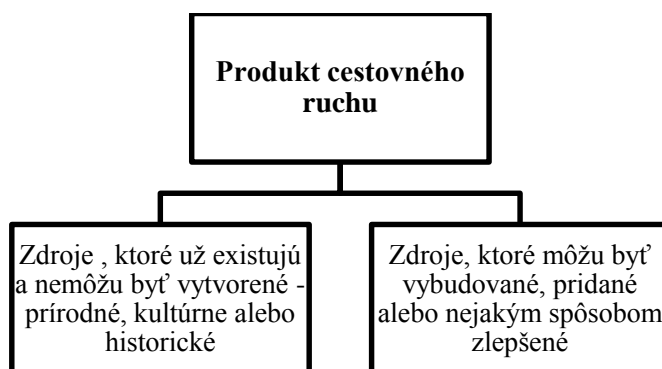 Produkt cestovného
ruchu
Zdroje , ktoré už existujú
a nemôžu byť vytvorené -
prírodné, kultúrne alebo
historické
Zdroje, ktoré môžu byť
vybudované, pridané
alebo nejakým spôsobom
zlepšené